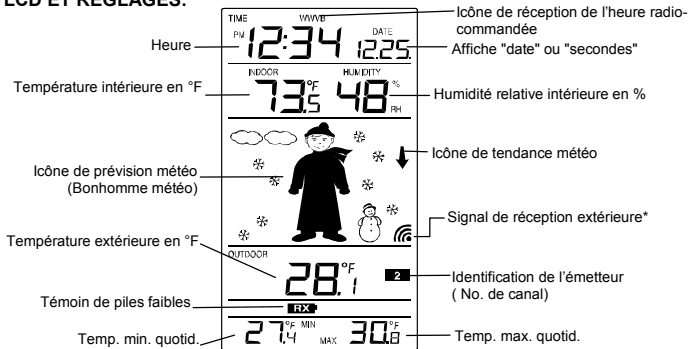 LCD ET RÉGLAGES:
TIME
WWVB
DATE
PM 12:34
12.25.
INDOOR
HUMIDITY
73.5 °F
48 %
RH
OUTDOOR
28.1 °F
2
RX
27.4 °F MIN
MAX 30.8 °F
Heure
Température intérieure en °F
Icône de prévision météo
(Bonhomme météo)
Température extérieure en °F
Témoin de piles faibles
Temp. min. quotid.
Icône de réception de l’heure radio-
commandée
Affiche "date" ou "secondes"
Humidité relative intérieure en %
Icône de tendance météo
Signal de réception extérieure*
Identification de l’émetteur
( No. de canal)
Temp. max. quotid.